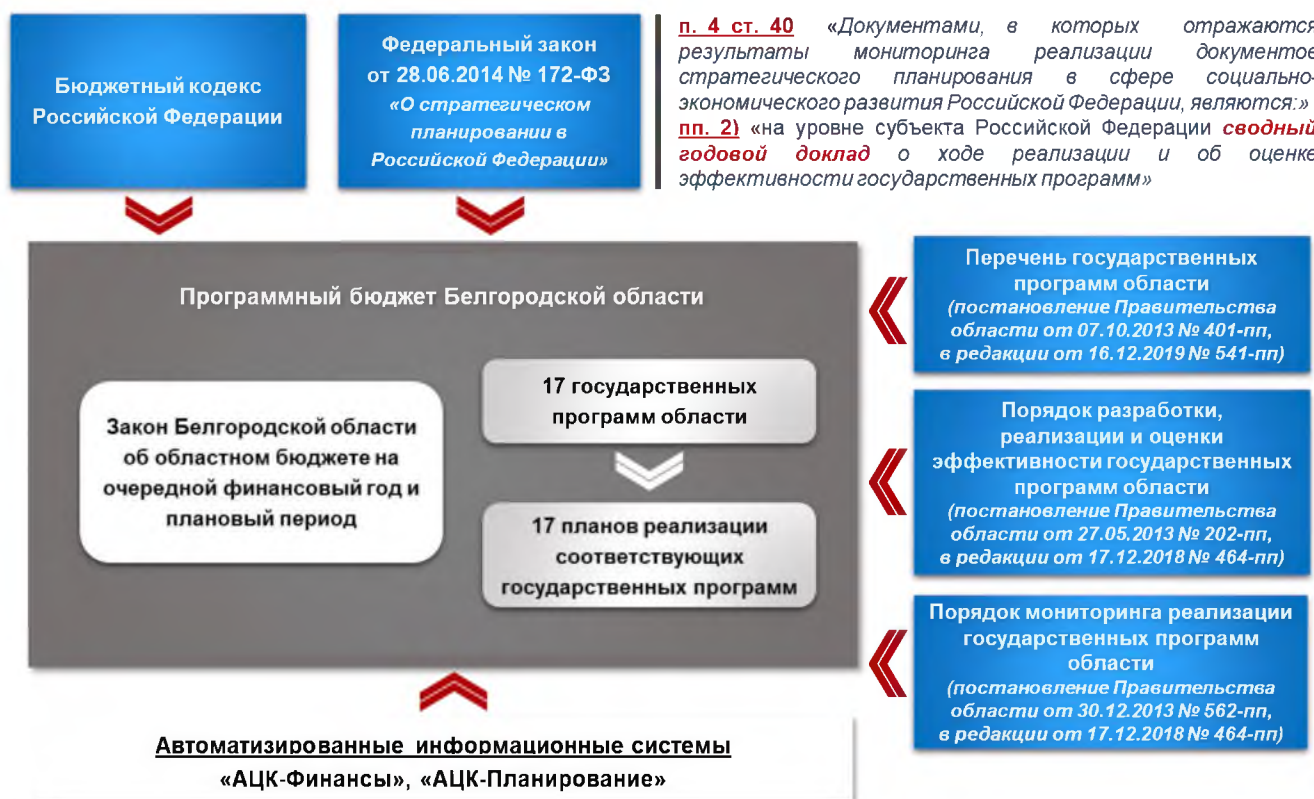 Бюджетный кодекс
Российской Федерации
Федеральный закон
от 28.06.2014 № 172-ФЗ
«О стратегическом
планировании в
Российской Федерации»
п. 4 ст. 40 «Документами, в которых отражаются
результаты мониторинга реализации документов
стратегического планирования в сфере социально-
экономического развития Российской Федерации, являются:»
пп. 2) «на уровне субъекта Российской Федерации сводный
годовой доклад о ходе реализации и об оценке
эффективности государственных программ»
Программный бюджет Белгородской области
Закон Белгородской области
об областном бюджете на
очередной финансовый год и
плановый период
17 государственных
программ области
17 планов реализации
соответствующих
государственных программ
Перечень государственных
программ области
(постановление Правительства
области от 07.10.2013 № 401-пп,
в редакции от 16.12.2019 № 541-пп)
Порядок разработки,
реализации и оценки
эффективности государственных
программ области
(постановление Правительства
области от 27.05.2013 № 202-пп,
в редакции от 17.12.2018 № 464-пп)
Порядок мониторинга реализации
государственных программ
области
(постановление Правительства
области от 30.12.2013 № 562-пп,
в редакции от 17.12.2018 № 464-пп)
Автоматизированные информационные системы
«АЦК-Финансы», «АЦК-Планирование»